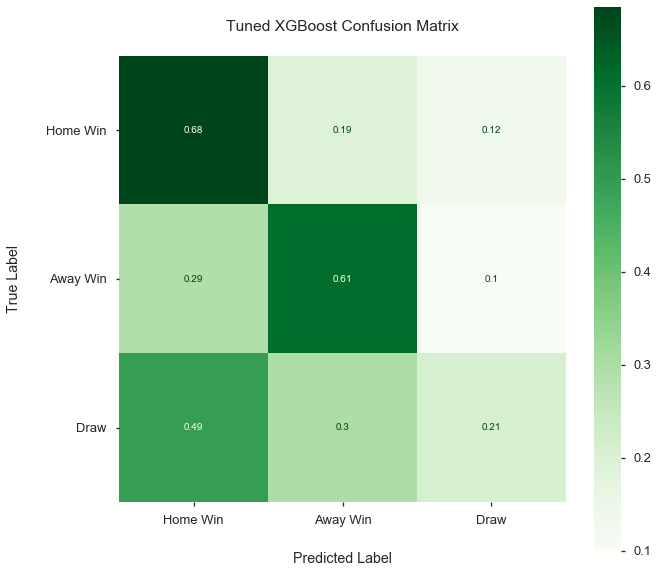 Tuned XGBoost Confusion Matrix
Home Win
0.68
0.19
0.12
0.6
0.5
Away Win
0.29
0.61
0.1
0.4
0.3
Draw
0.49
0.3
0.21
0.2
0.1
Home Win
Away Win
Draw
True Label
Predicted Label